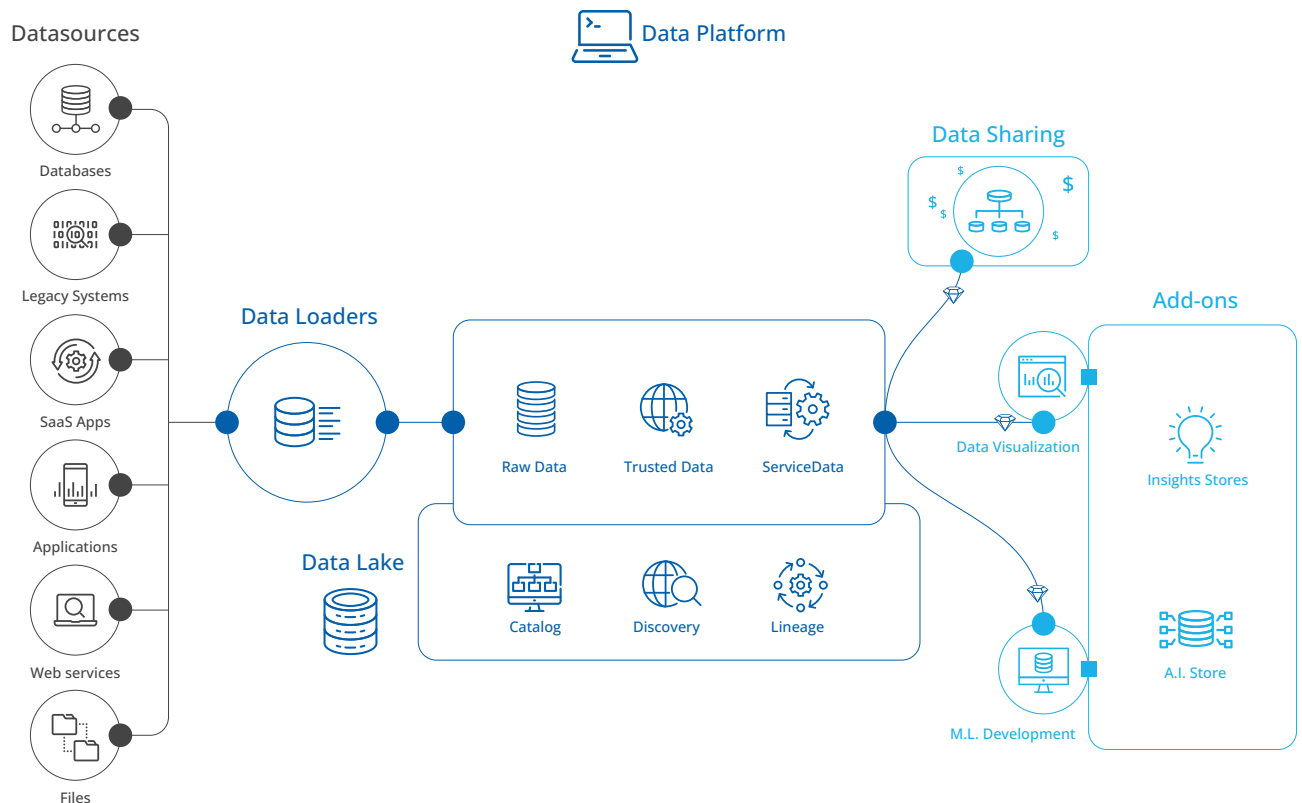 Datasources
Data Platform
Databases
Legacy Systems
SaaS Apps
Applications
Web services
Files
Data Loaders
Raw Data
Trusted Data
ServiceData
Data Lake
Catalog
Discovery
Lineage
Data Sharing
$
$
$
$
$
Data Visualization
M.L. Development
Add-ons
Insights Stores
A.I. Store